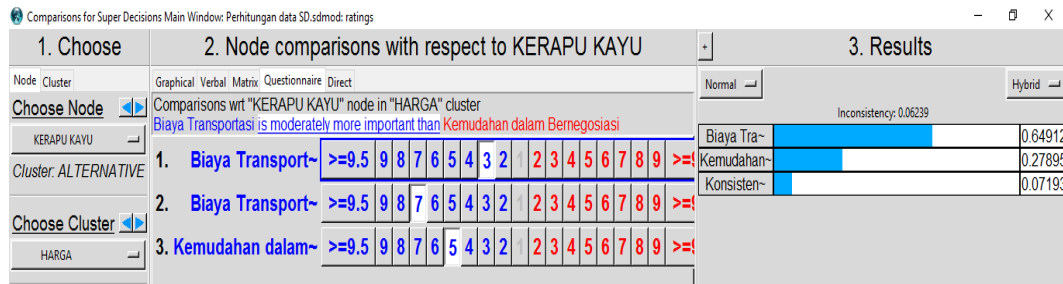 Comparisons for Super Decisions Main Window: Perhitungan data SD.sdmod: ratings
1. Choose
Node Cluster
Choose Node
KERAPU KAYU
Cluster: ALTERNATIVE
Choose Cluster
HARGA
2. Node comparisons with respect to KERAPU KAYU
Graphical Verbal Matrix Questionnaire Direct
Comparisons wrt "KERAPU KAYU" node in "HARGA" cluster
Biaya Transportasi is moderately more important than Kemudahan dalam Bernegosiasi
1. Biaya Transport~ >=9.5 9 8 7 6 5 4 3 2 1 2 3 4 5 6 7 8 9 >=9
2. Biaya Transport~ >=9.5 9 8 7 6 5 4 3 2 1 2 3 4 5 6 7 8 9 >=9
3. Kemudahan dalam~ >=9.5 9 8 7 6 5 4 3 2 1 2 3 4 5 6 7 8 9 >=9
+ 3. Results
Normal Hybrid
Inconsistency: 0.06239
Biaya Tra~ 0.64912
Kemudahan~ 0.27895
Konsisten~ 0.07193